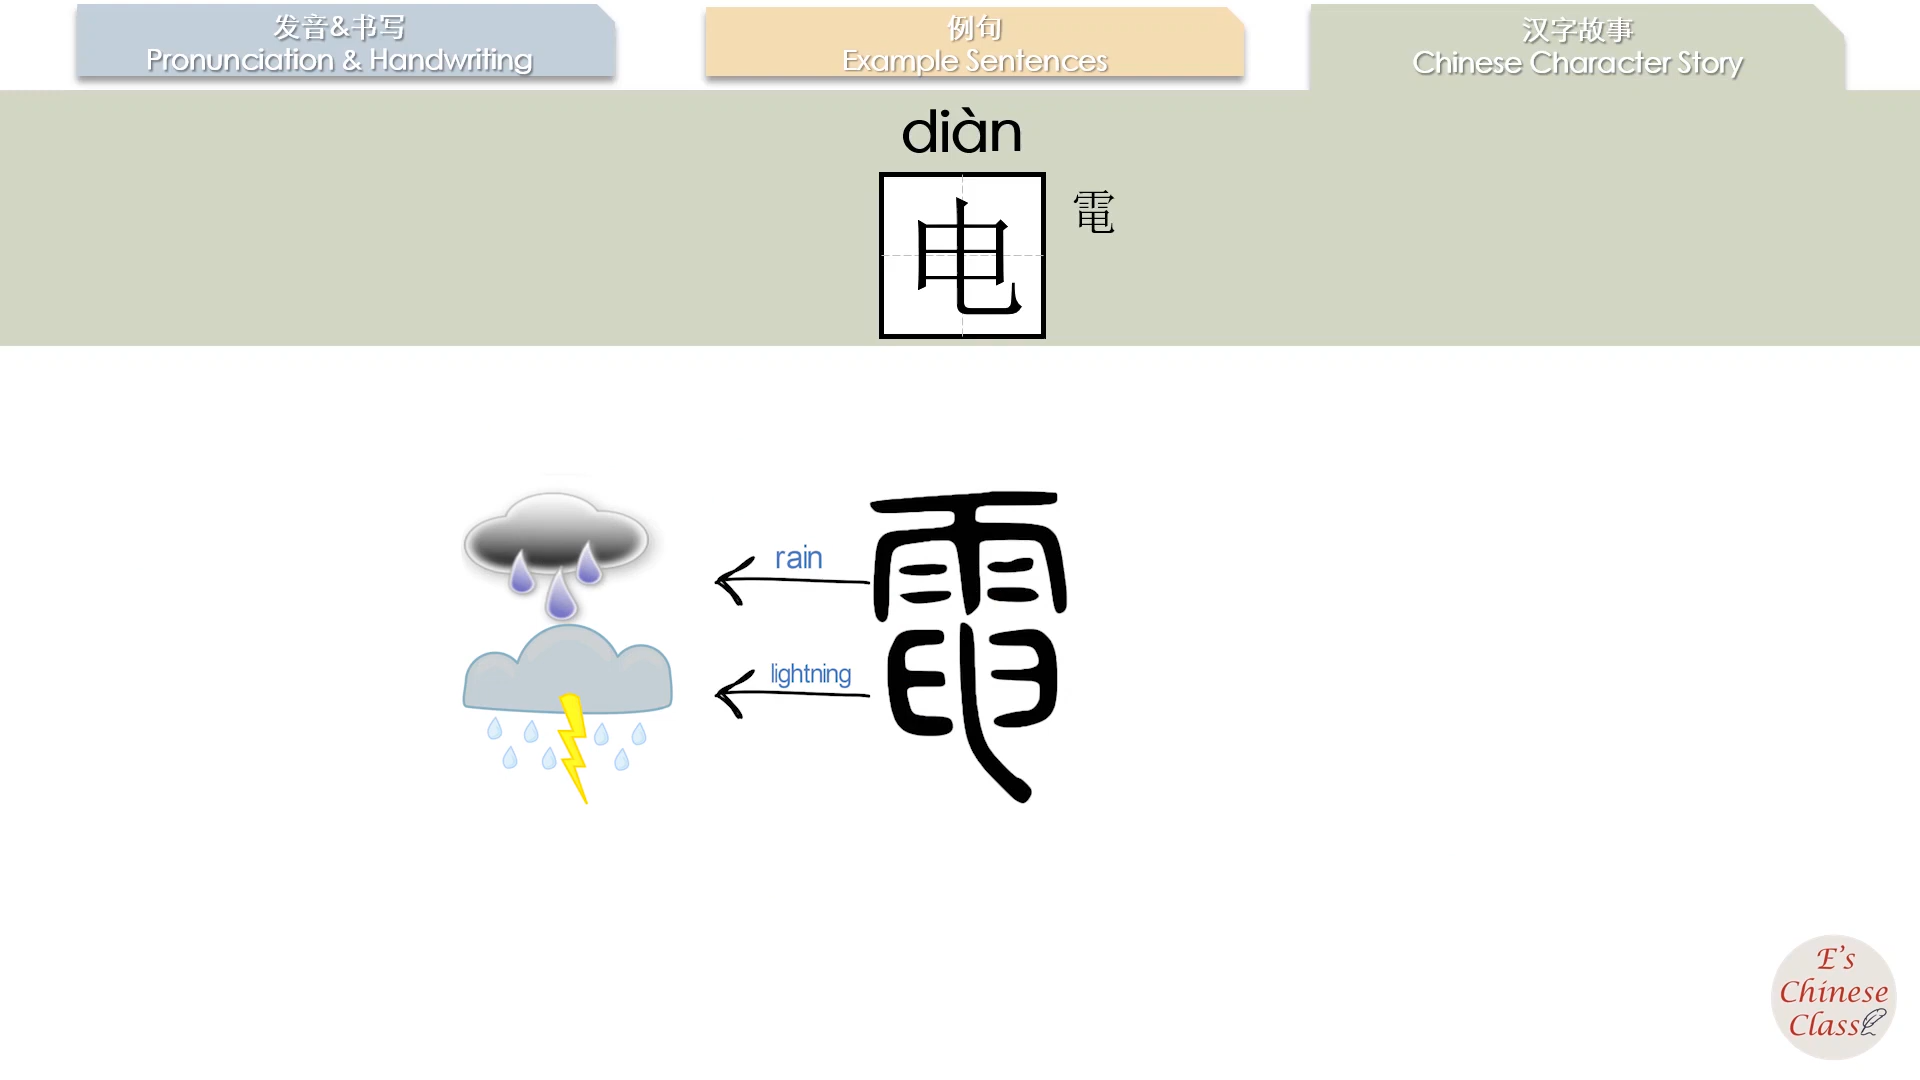 发音&书写
Pronunciation & Handwriting
例句
Example Sentences
汉字故事
Chinese Character Story
diàn
电
電
rain
電
lightning
E's
Chinese
Class